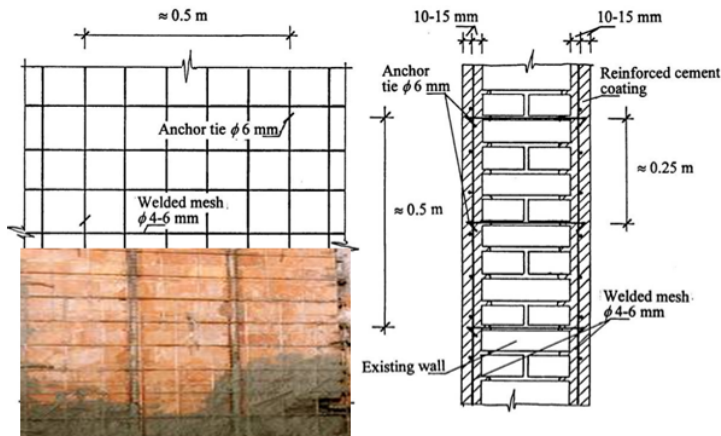 ≈ 0.5 m
Anchor tie ϕ 6 mm
Welded mesh
ϕ 4-6 mm
10-15 mm
10-15 mm
Anchor
tie ϕ 6 mm
Reinforced cement
coating
≈ 0.25 m
≈ 0.5 m
Welded mesh
ϕ 4-6 mm
Existing wall